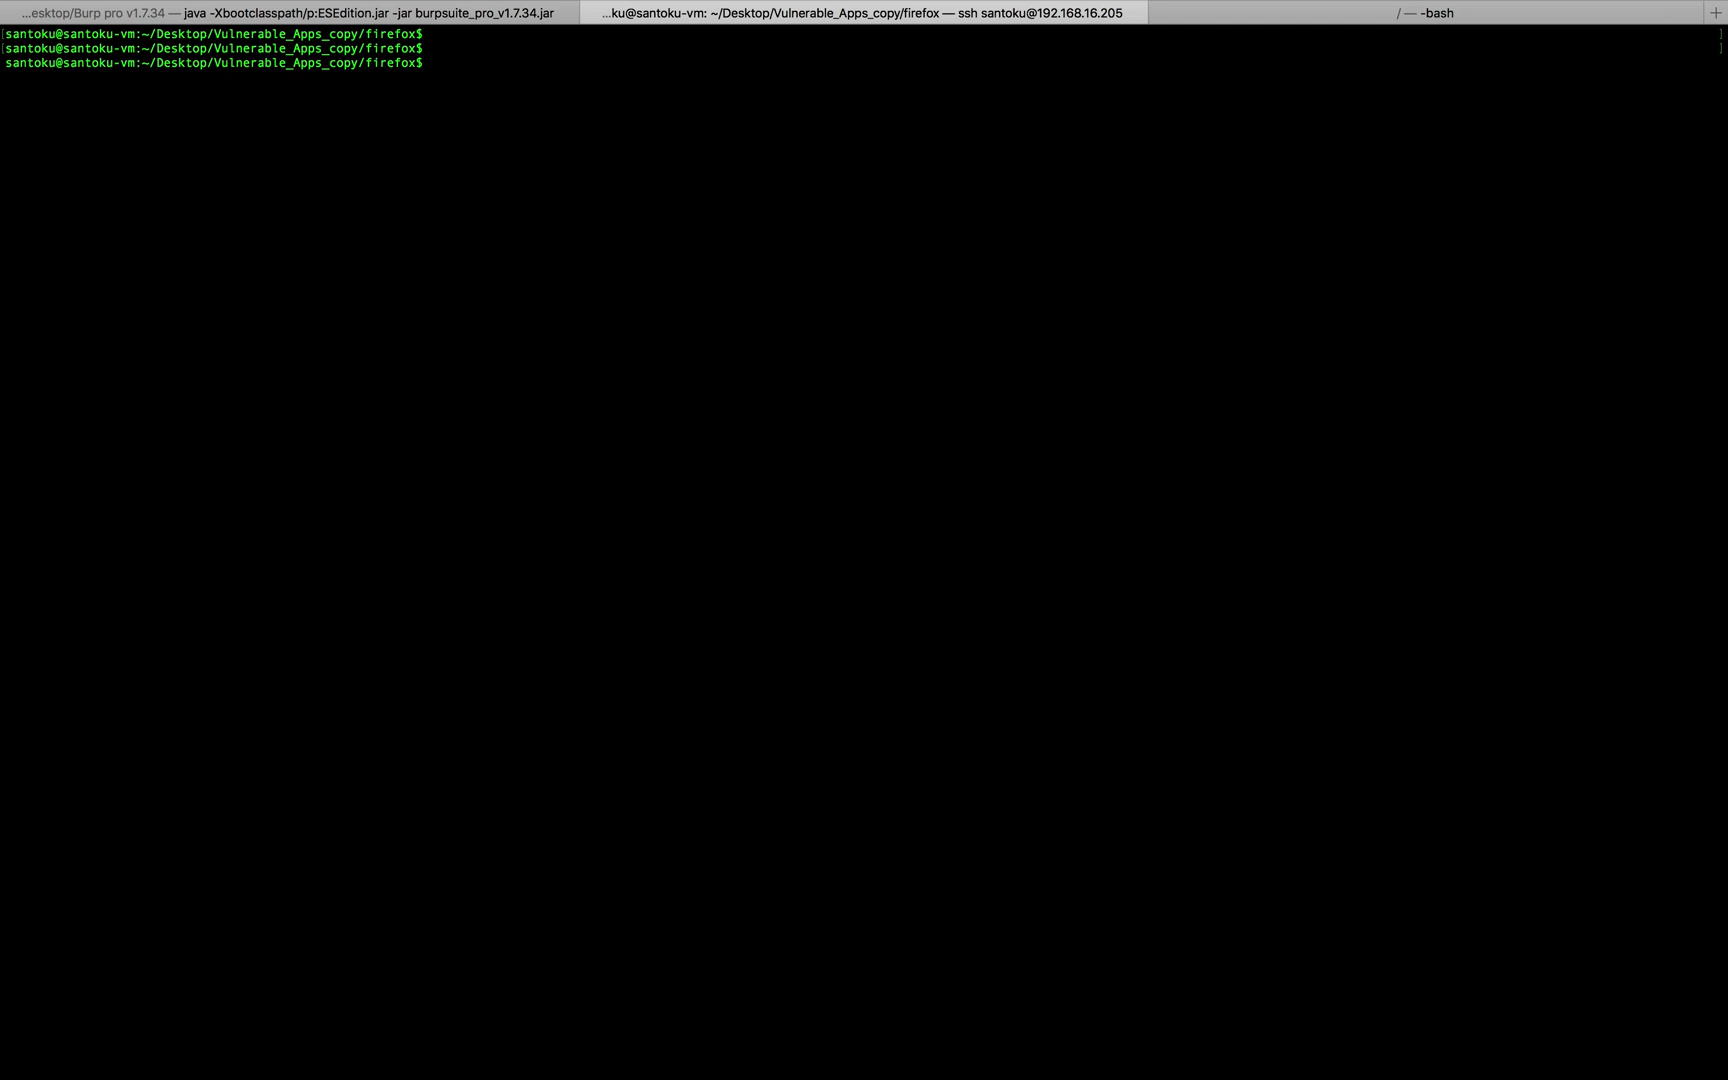 ...esktop/Burp pro v1.7.34 — java -Xbootclasspath/p:ESEdition.jar -jar burpsuite_pro_v1.7.34.jar
...ku@santoku-vm: ~/Desktop/Vulnerable_Apps_copy/firefox — ssh santoku@192.168.16.205
/ — -bash
+
[santoku@santoku-vm:~/Desktop/Vulnerable_Apps_copy/firefox$ ]
[santoku@santoku-vm:~/Desktop/Vulnerable_Apps_copy/firefox$ ]
santoku@santoku-vm:~/Desktop/Vulnerable_Apps_copy/firefox$